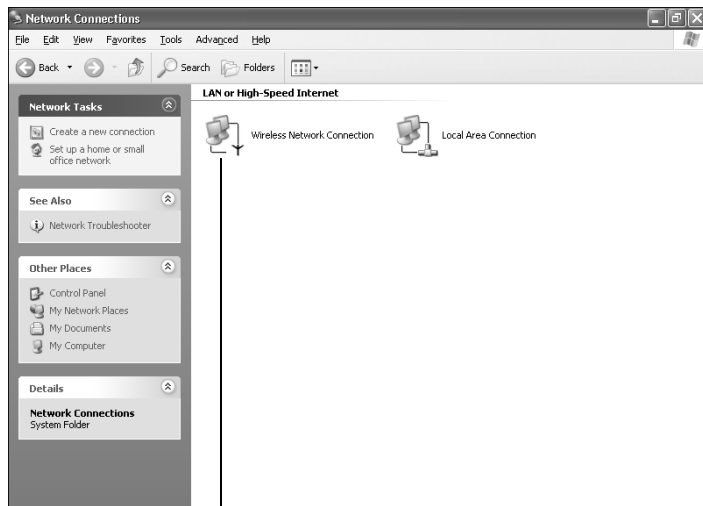 Network Connections
File Edit View Favorites Tools Advanced Help
Back Search Folders
Network Tasks
Create a new connection
Set up a home or small
office network
See Also
Network Troubleshooter
Other Places
Control Panel
My Network Places
My Documents
My Computer
Details
Network Connections
System Folder
LAN or High-Speed Internet
Wireless Network Connection
Local Area Connection